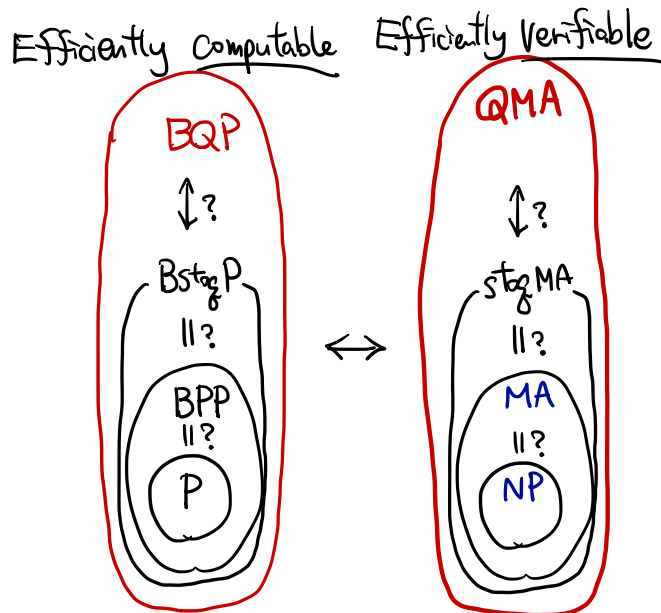 Efficiently computable
BQP
↕?
BstoqP
||?
BPP
||?
P
↔
Efficiently verifiable
QMA
↕?
stoqMA
||?
MA
||?
NP